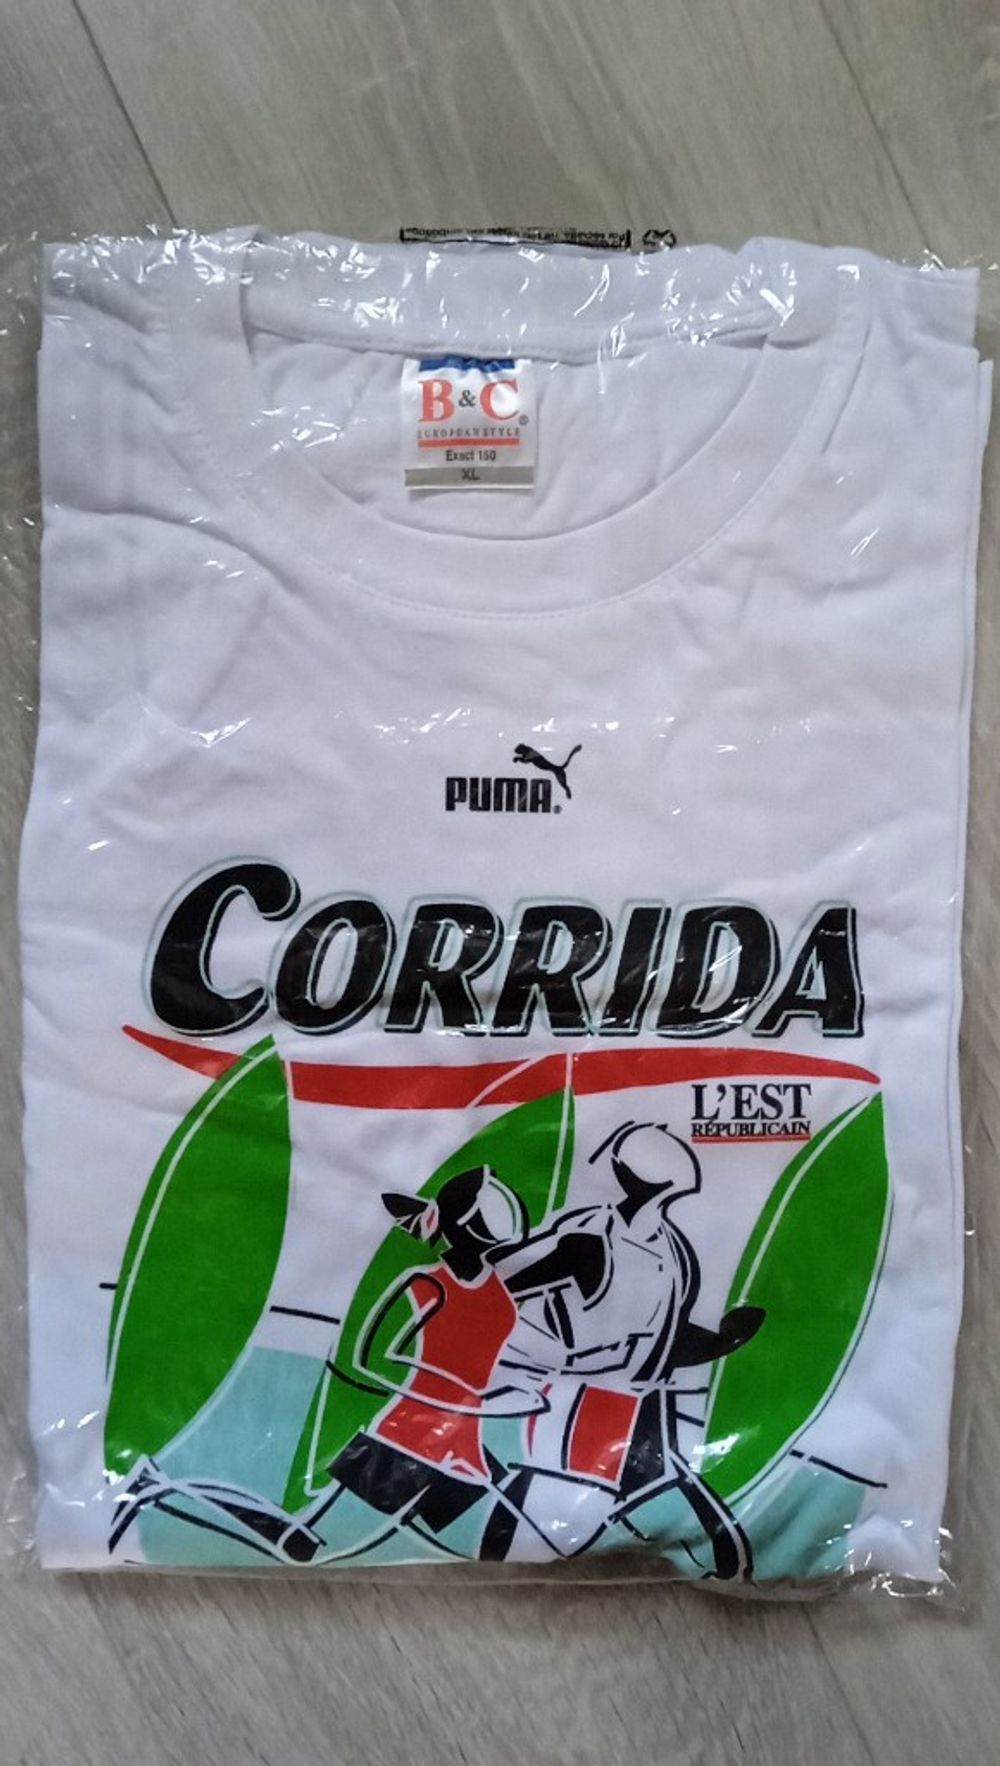 B&C®
EUROPEAN STYLE
Exact 150
XL
PUMA®
CORRIDA
L'EST
RÉPUBLICAIN